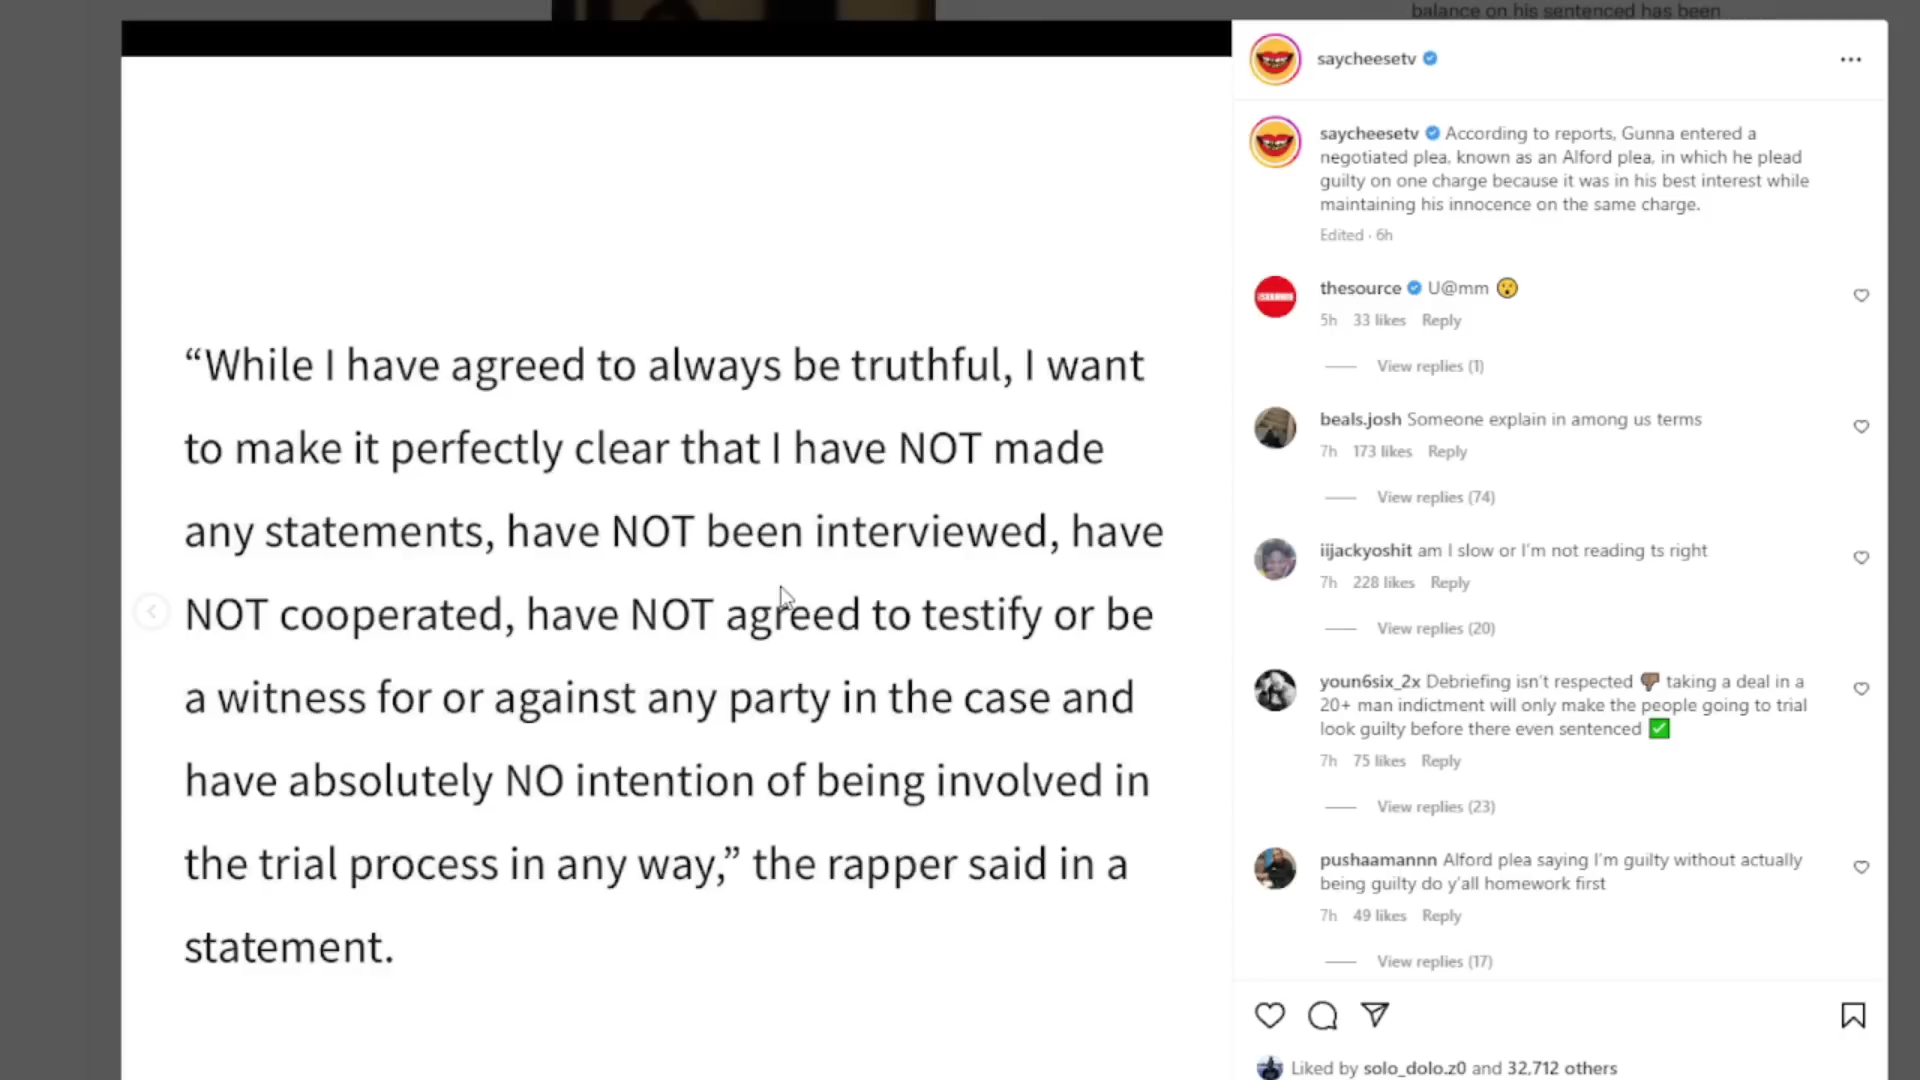 balance on his sentenced has been
saycheesetv
“While I have agreed to always be truthful, I want
to make it perfectly clear that I have NOT made
any statements, have NOT been interviewed, have
NOT cooperated, have NOT agreed to testify or be
a witness for or against any party in the case and
have absolutely NO intention of being involved in
the trial process in any way,” the rapper said in a
statement.
saycheesetv According to reports, Gunna entered a
negotiated plea, known as an Alford plea, in which he plead
guilty on one charge because it was in his best interest while
maintaining his innocence on the same charge.
Edited · 6h
thesource U@mm 😮
5h 33 likes Reply
View replies (1)
beals.josh Someone explain in among us terms
7h 173 likes Reply
View replies (74)
iijackyoshit am I slow or I’m not reading ts right
7h 228 likes Reply
View replies (20)
youn6six_2x Debriefing isn’t respected 👎🏾 taking a deal in a
20+ man indictment will only make the people going to trial
look guilty before there even sentenced ✅
7h 75 likes Reply
View replies (23)
pushaamannn Alford plea saying I’m guilty without actually
being guilty do y’all homework first
7h 49 likes Reply
View replies (17)
Liked by solo_dolo.z0 and 32,712 others